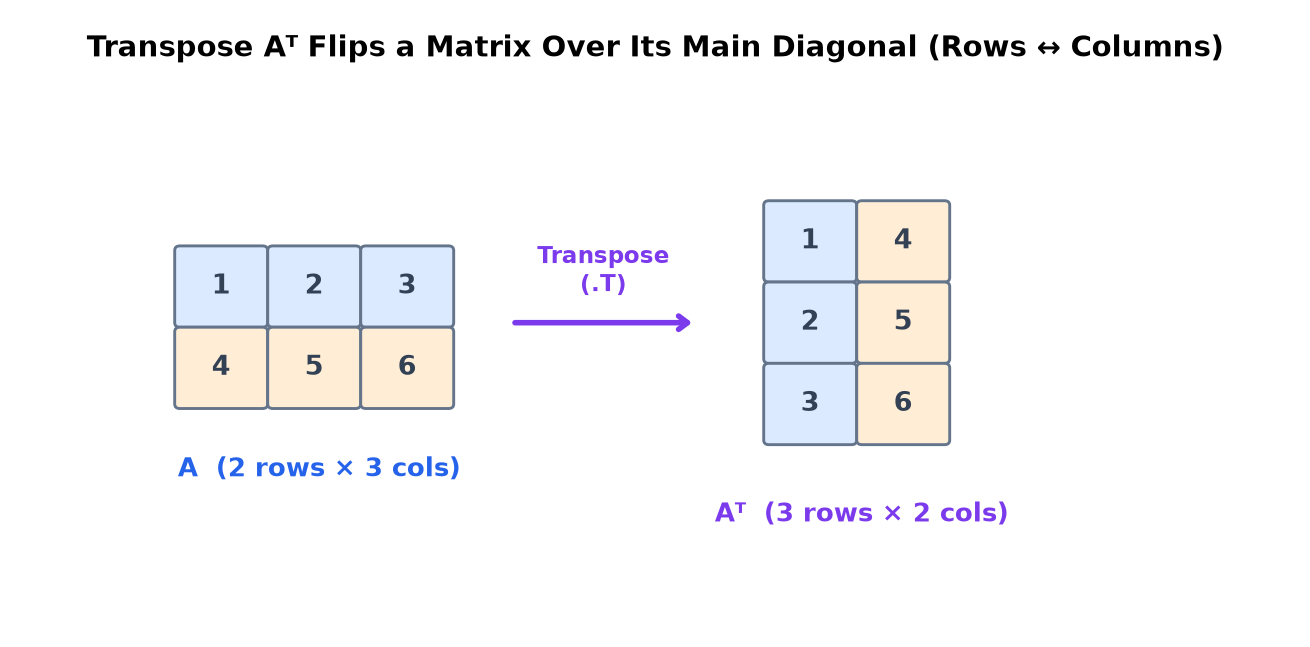 Transpose Aᵀ Flips a Matrix Over Its Main Diagonal (Rows ↔ Columns)
1 2 3
4 5 6
A (2 rows × 3 cols)
Transpose
(.T)
1 4
2 5
3 6
Aᵀ (3 rows × 2 cols)